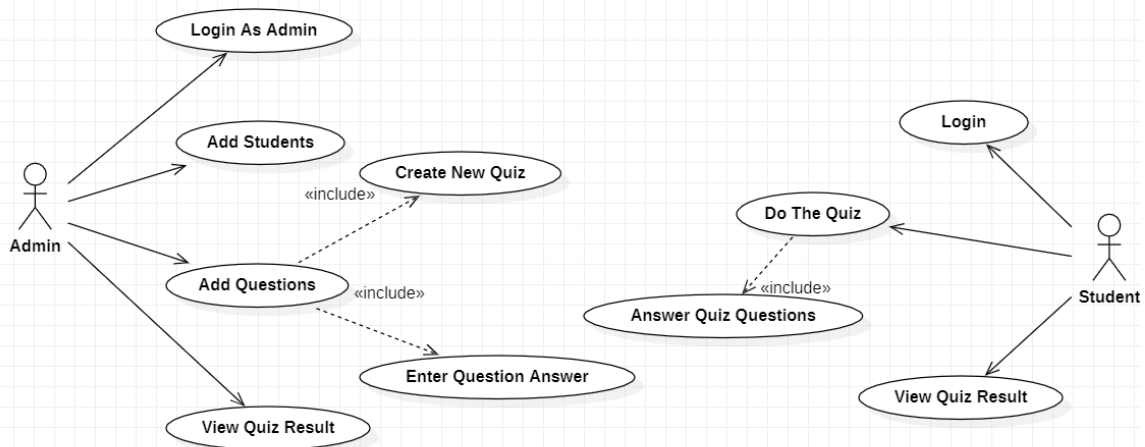 Login As Admin
Add Students
Login
Create New Quiz
«include»
Do The Quiz
Admin
Add Questions
«include»
«include»
Student
Answer Quiz Questions
Enter Question Answer
View Quiz Result
View Quiz Result